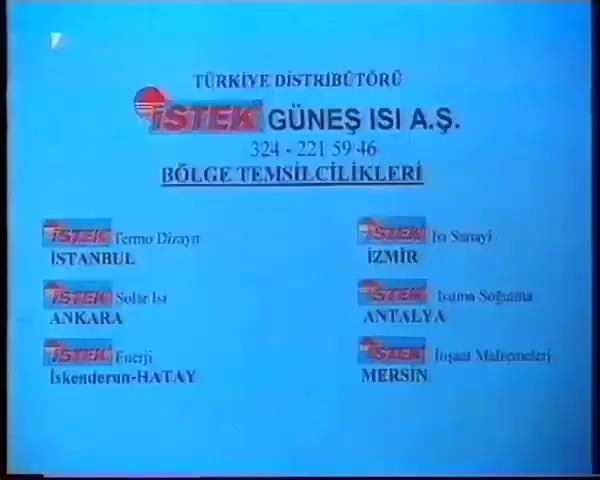 TÜRKİYE DİSTRİBÜTÖRÜ
İSTEK GÜNEŞ ISI A.Ş.
324 - 221 59 46
BÖLGE TEMSİLCİLİKLERİ
İSTEK Termo Dizayn
İSTANBUL
İSTEK Isı Sanayi
İZMİR
İSTEK Solar Isı
ANKARA
İSTEK Isıtma Soğutma
ANTALYA
İSTEK Enerji
İskenderun-HATAY
İSTEK İnşaat Malzemeleri
MERSİN